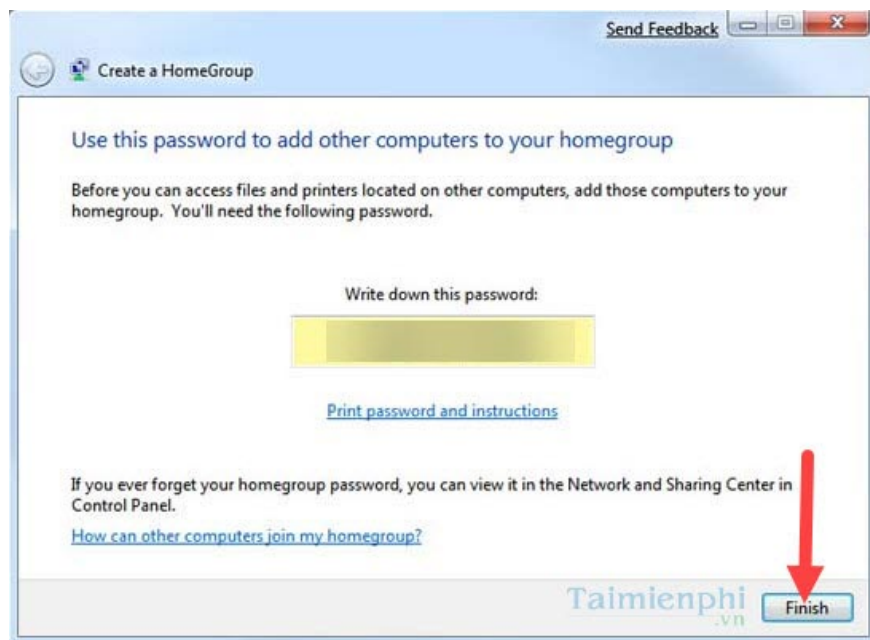 Send Feedback
Create a HomeGroup
Use this password to add other computers to your homegroup
Before you can access files and printers located on other computers, add those computers to your
homegroup. You'll need the following password.
Write down this password:
Print password and instructions
If you ever forget your homegroup password, you can view it in the Network and Sharing Center in
Control Panel.
How can other computers join my homegroup?
Taimienphi
.vn
Finish